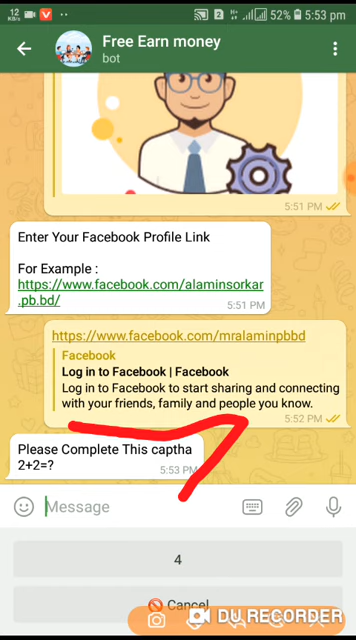 12
KB/s
2
52%
5:53 pm
Free Earn money
bot
5:51 PM
Enter Your Facebook Profile Link
For Example :
https://www.facebook.com/alaminsorkar
.pb.bd/
5:51 PM
https://www.facebook.com/mralaminpbbd
Facebook
Log in to Facebook | Facebook
Log in to Facebook to start sharing and connecting
with your friends, family and people you know.
5:52 PM
Please Complete This captha
2+2=?
5:53 PM
Message
4
Cancel
DU RECORDER